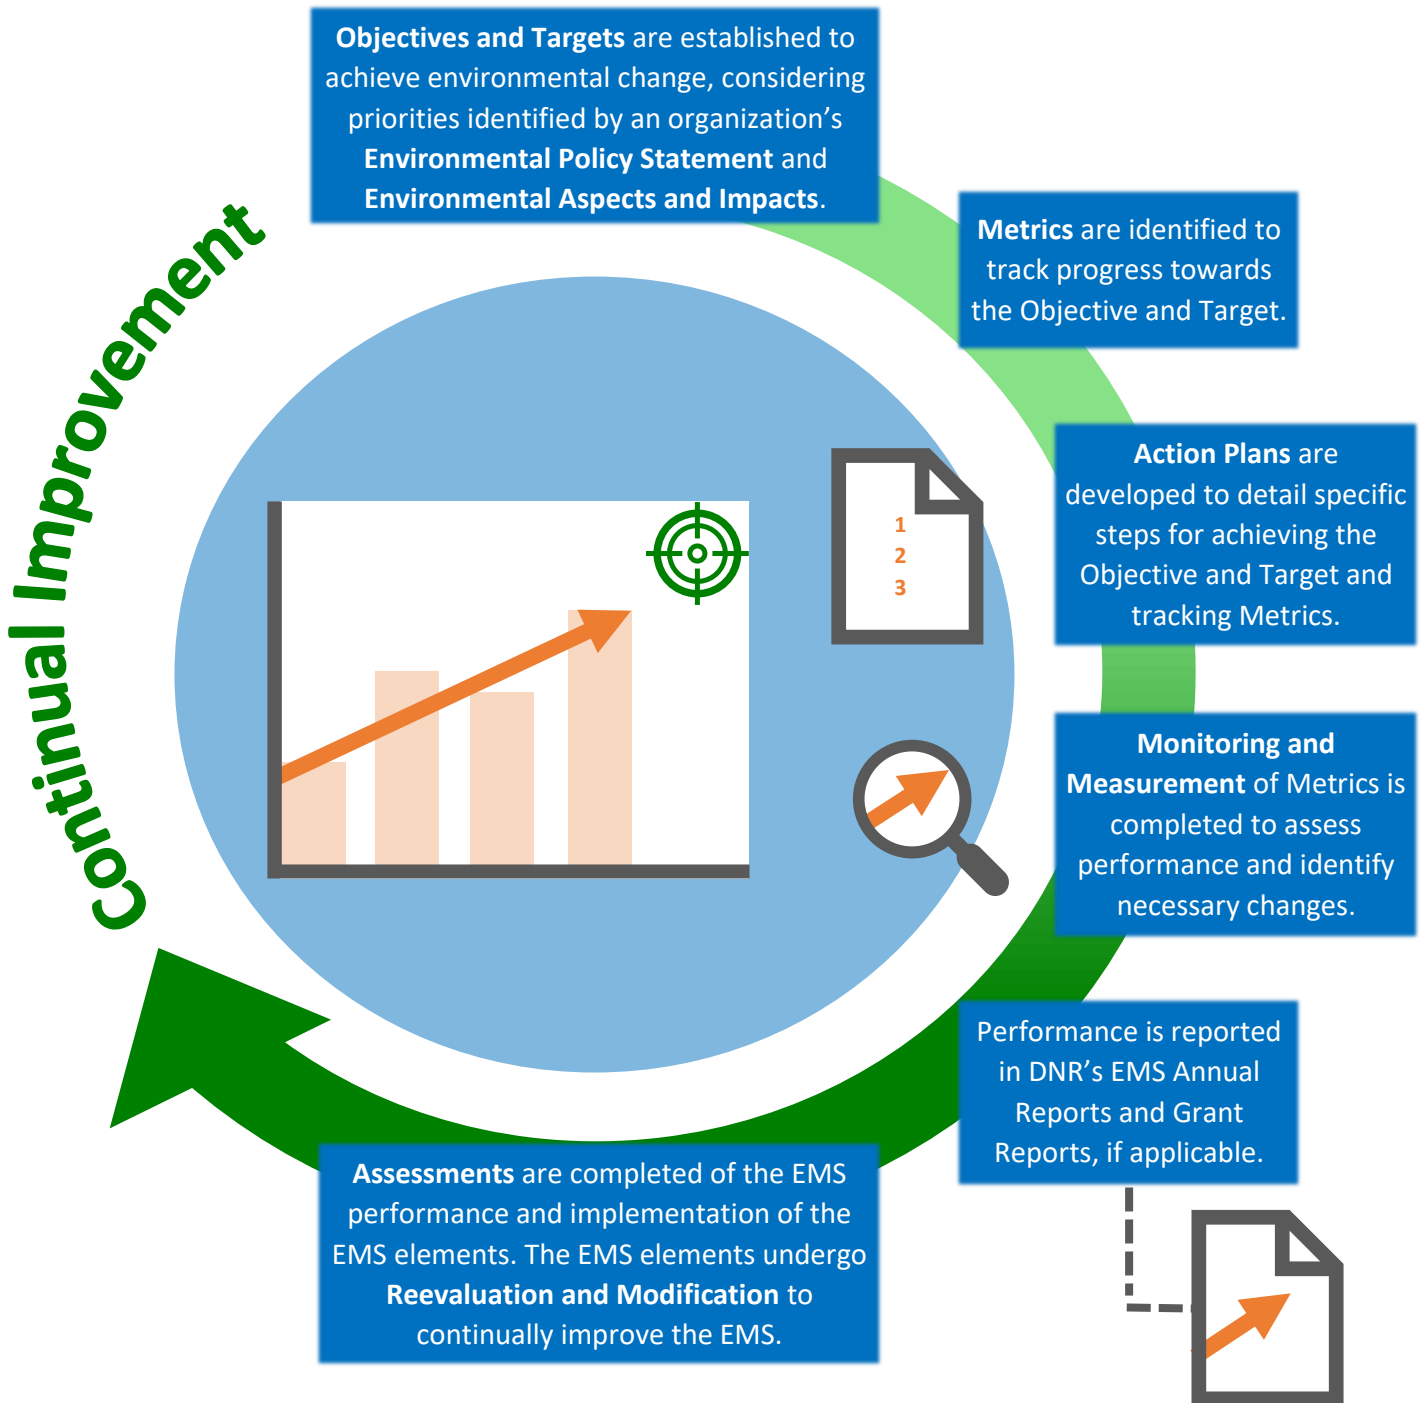 Objectives and Targets are established to
achieve environmental change, considering
priorities identified by an organization’s
Environmental Policy Statement and
Environmental Aspects and Impacts.
Metrics are identified to
track progress towards
the Objective and Target.
Continual Improvement
Action Plans are
developed to detail specific
steps for achieving the
Objective and Target and
tracking Metrics.
1
2
3
Monitoring and
Measurement of Metrics is
completed to assess
performance and identify
necessary changes.
Performance is reported
in DNR’s EMS Annual
Reports and Grant
Reports, if applicable.
Assessments are completed of the EMS
performance and implementation of the
EMS elements. The EMS elements undergo
Reevaluation and Modification to
continually improve the EMS.